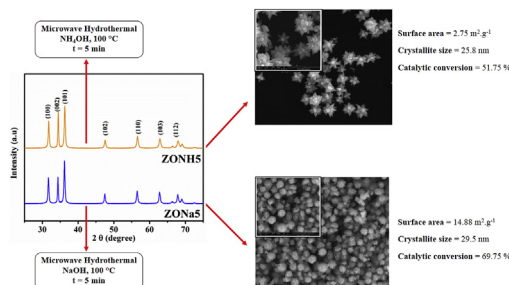 Microwave Hydrothermal
NH₄OH, 100 °C
t = 5 min
Surface area = 2.75 m².g⁻¹
Crystallite size = 25.8 nm
Catalytic conversion = 51.75 %
(100)
(002)
(101)
(102)
(110)
(103)
(112)
ZONH5
ZONa5
Intensity (a.u)
30
40
50
60
70
2 θ (degree)
Microwave Hydrothermal
NaOH, 100 °C
t = 5 min
Surface area = 14.88 m².g⁻¹
Crystallite size = 29.5 nm
Catalytic conversion = 69.75 %